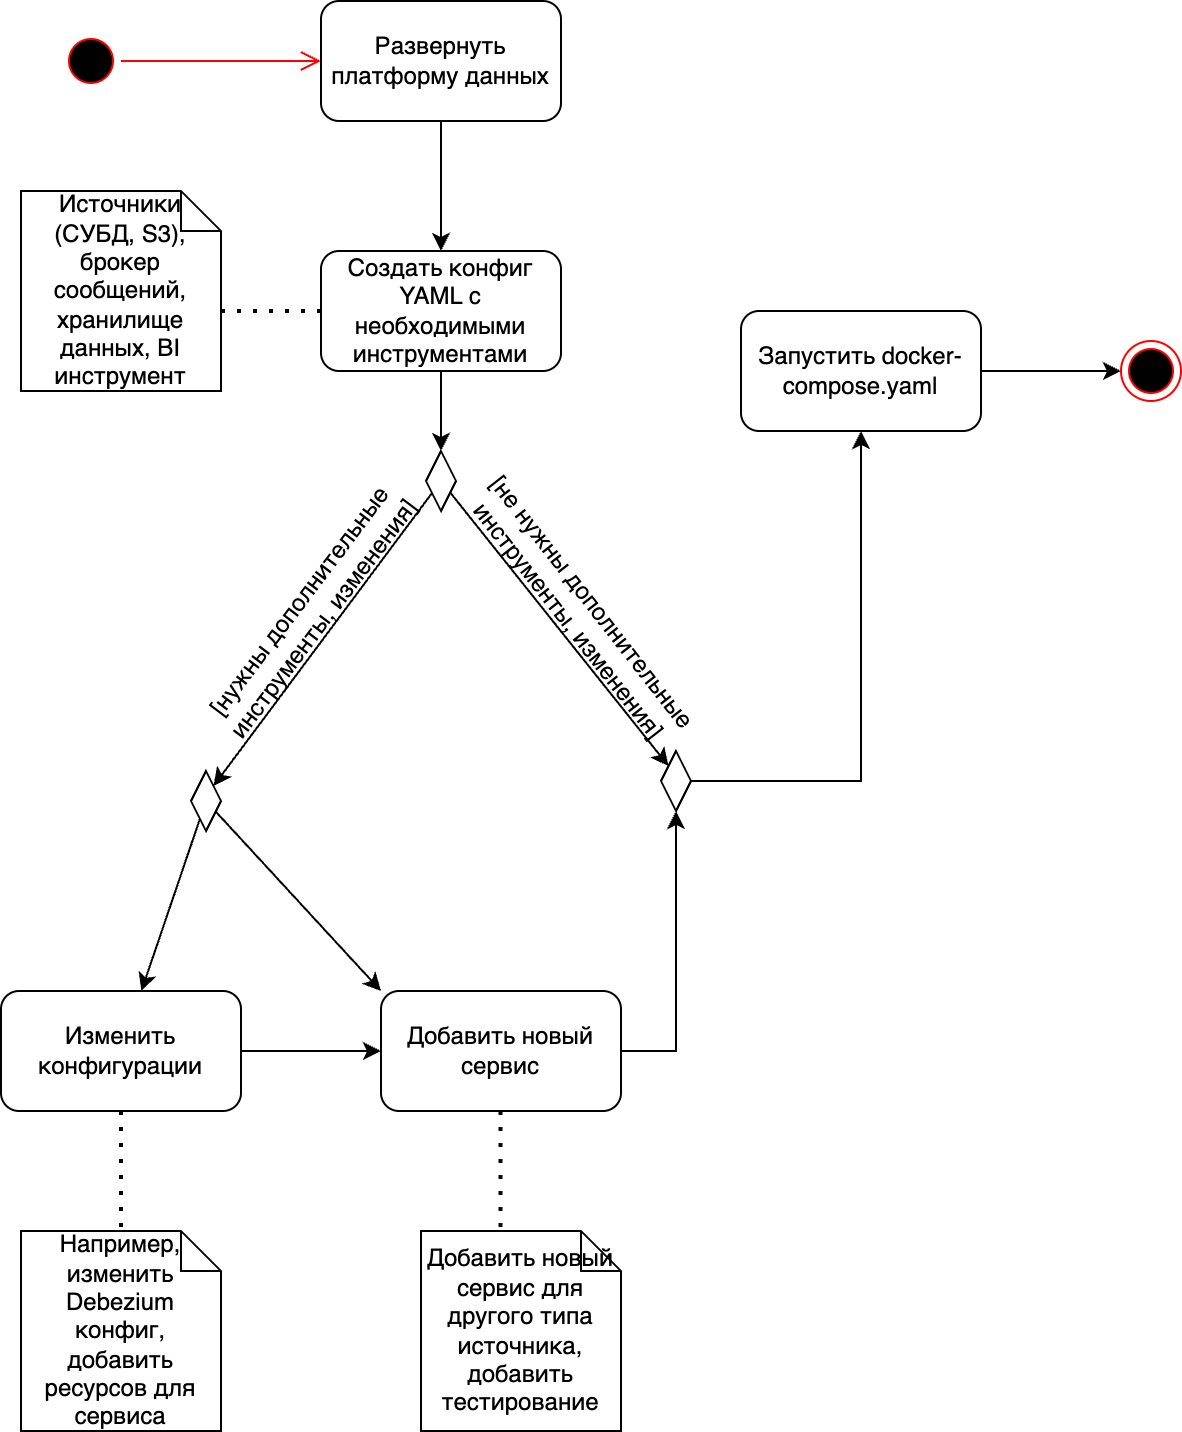 Развернуть
платформу данных
Источники
(СУБД, S3),
брокер
сообщений,
хранилище
данных, BI
инструмент
Создать конфиг
YAML с
необходимыми
инструментами
Запустить docker-
compose.yaml
[нужны дополнительные
инструменты, изменения]
[не нужны дополнительные
инструменты, изменения]
Изменить
конфигурации
Добавить новый
сервис
Например,
изменить
Debezium
конфиг,
добавить
ресурсов для
сервиса
Добавить новый
сервис для
другого типа
источника,
добавить
тестирование